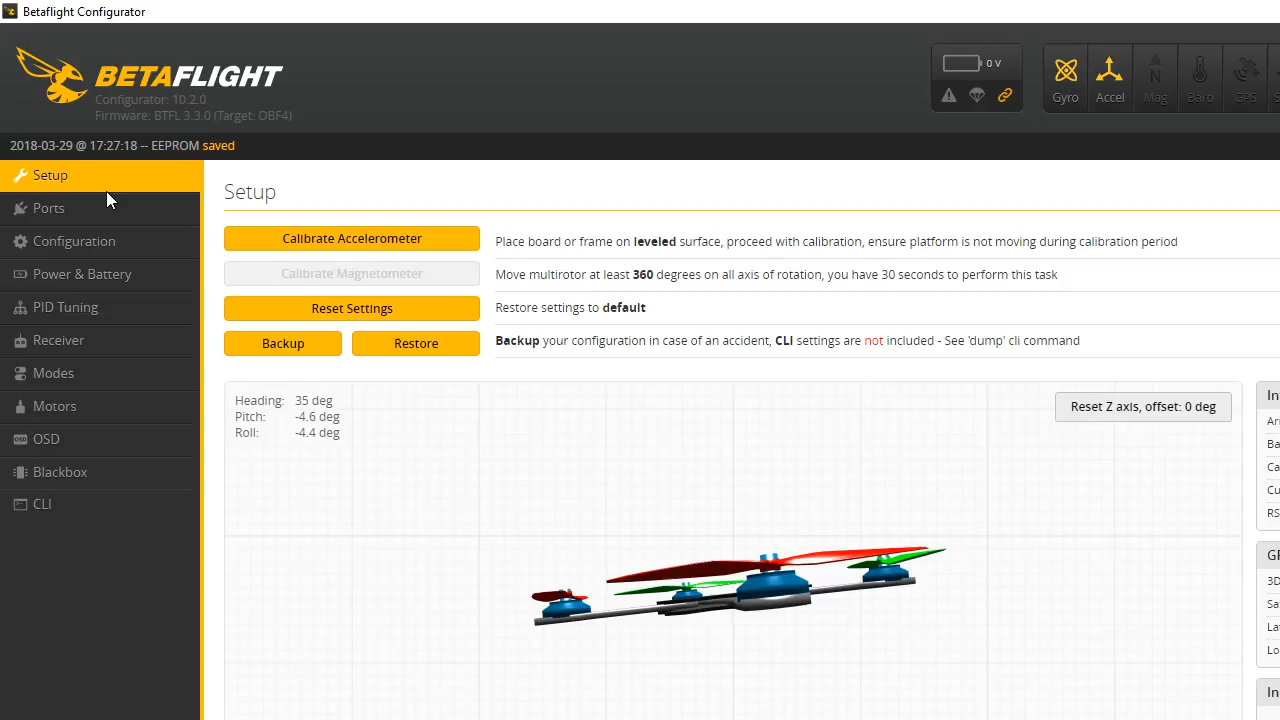 Betaflight Configurator
BETAFLIGHT
Configurator: 10.2.0
Firmware: BTFL 3.3.0 (Target: OBF4)
0 V
Gyro
Accel
Mag
Baro
GPS
2018-03-29 @ 17:27:18 -- EEPROM saved
Setup
Ports
Configuration
Power & Battery
PID Tuning
Receiver
Modes
Motors
OSD
Blackbox
CLI
Setup
Calibrate Accelerometer
Place board or frame on leveled surface, proceed with calibration, ensure platform is not moving during calibration period
Calibrate Magnetometer
Move multirotor at least 360 degrees on all axis of rotation, you have 30 seconds to perform this task
Reset Settings
Restore settings to default
Backup Restore
Backup your configuration in case of an accident, CLI settings are not included - See 'dump' cli command
Heading: 35 deg
Pitch: -4.6 deg
Roll: -4.4 deg
Reset Z axis, offset: 0 deg